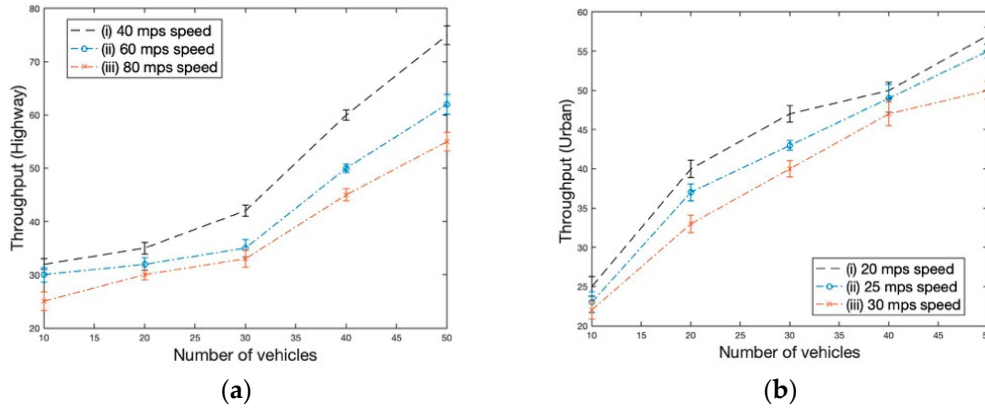 80
70
60
50
40
30
20
10 15 20 25 30 35 40 45 50
Throughput (Highway)
Number of vehicles
(i) 40 mps speed
(ii) 60 mps speed
(iii) 80 mps speed
(a)
60
55
50
45
40
35
30
25
20
10 15 20 25 30 35 40 45 50
Throughput (Urban)
Number of vehicles
(i) 20 mps speed
(ii) 25 mps speed
(iii) 30 mps speed
(b)